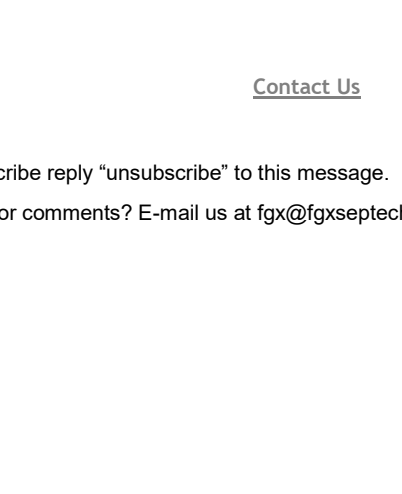 Contact Us
cribe reply “unsubscribe” to this message.
or comments? E-mail us at fgx@fgxseptecl